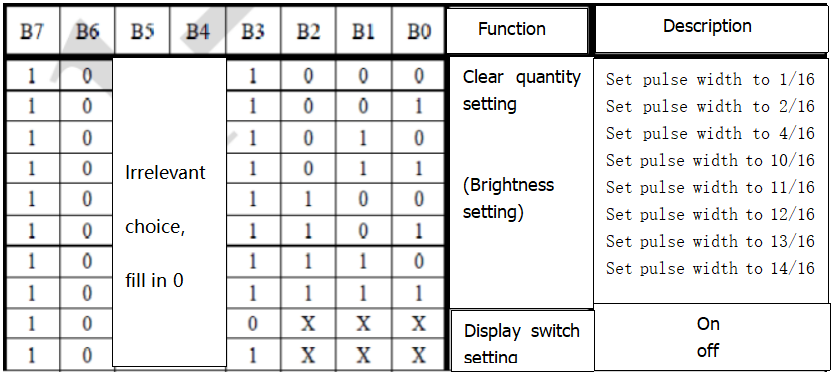 B7 B6 B5 B4 B3 B2 B1 B0 Function Description
1 0 1 0 0 0 Clear quantity Set pulse width to 1/16
1 0 1 0 0 1 setting Set pulse width to 2/16
1 0 1 0 1 0 Set pulse width to 4/16
1 0 Irrelevant 1 0 1 1 Set pulse width to 10/16
1 0 1 1 0 0 (Brightness Set pulse width to 11/16
1 0 choice, 1 1 0 1 setting) Set pulse width to 12/16
1 0 1 1 1 0 Set pulse width to 13/16
1 0 fill in 0 1 1 1 1 Set pulse width to 14/16
1 0 0 X X X Display switch On
1 0 1 X X X setting off